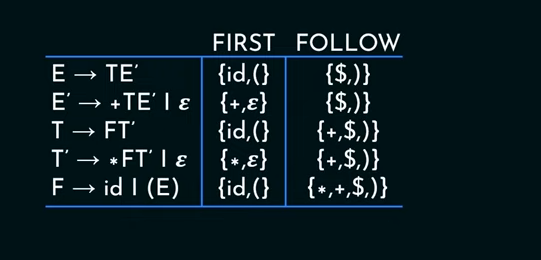 FIRST FOLLOW
E → TE′ {id,(} {$,)}
E′ → +TE′ | ε {+,ε} {$,)}
T → FT′ {id,(} {+,$,)}
T′ → *FT′ | ε {*,ε} {+,$,)}
F → id | (E) {id,(} {*,+,$,)}